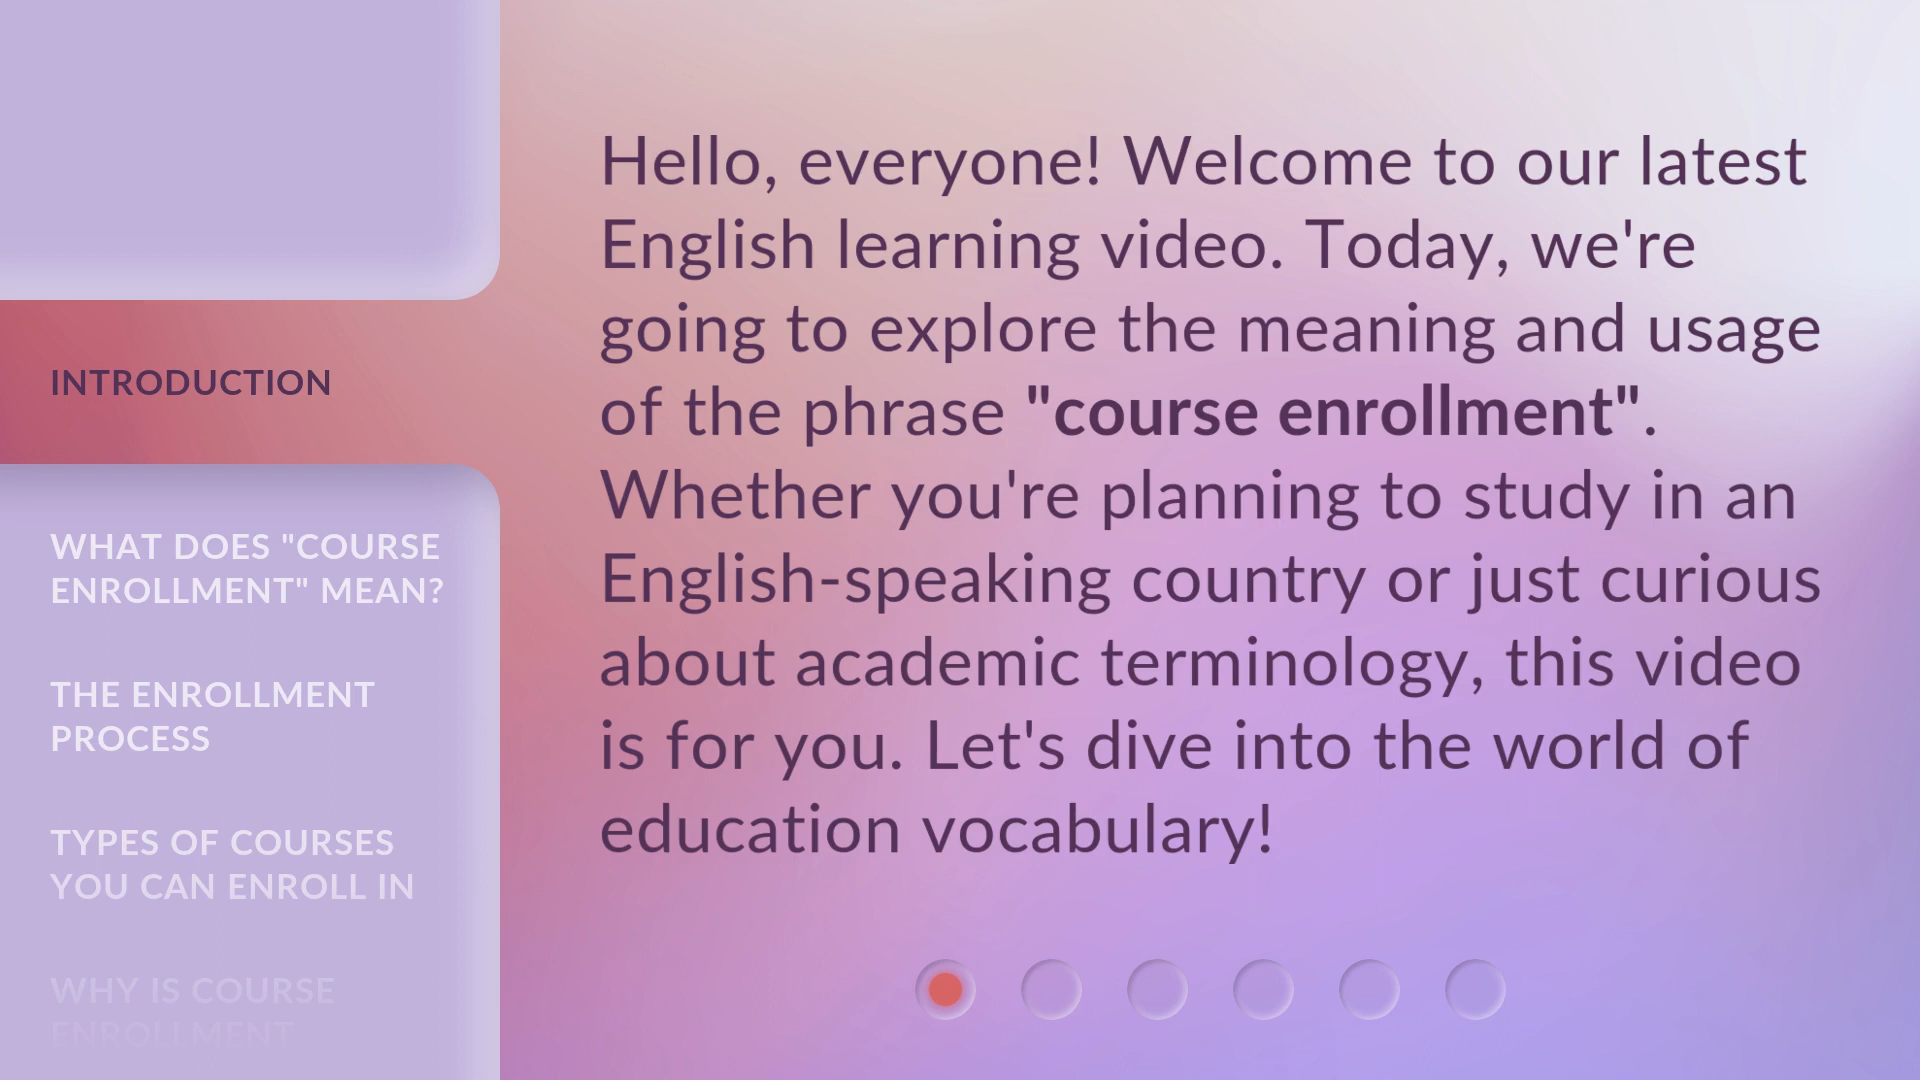 INTRODUCTION
WHAT DOES "COURSE
ENROLLMENT" MEAN?
THE ENROLLMENT
PROCESS
TYPES OF COURSES
YOU CAN ENROLL IN
WHY IS COURSE
ENROLLMENT
Hello, everyone! Welcome to our latest
English learning video. Today, we're
going to explore the meaning and usage
of the phrase "course enrollment".
Whether you're planning to study in an
English-speaking country or just curious
about academic terminology, this video
is for you. Let's dive into the world of
education vocabulary!